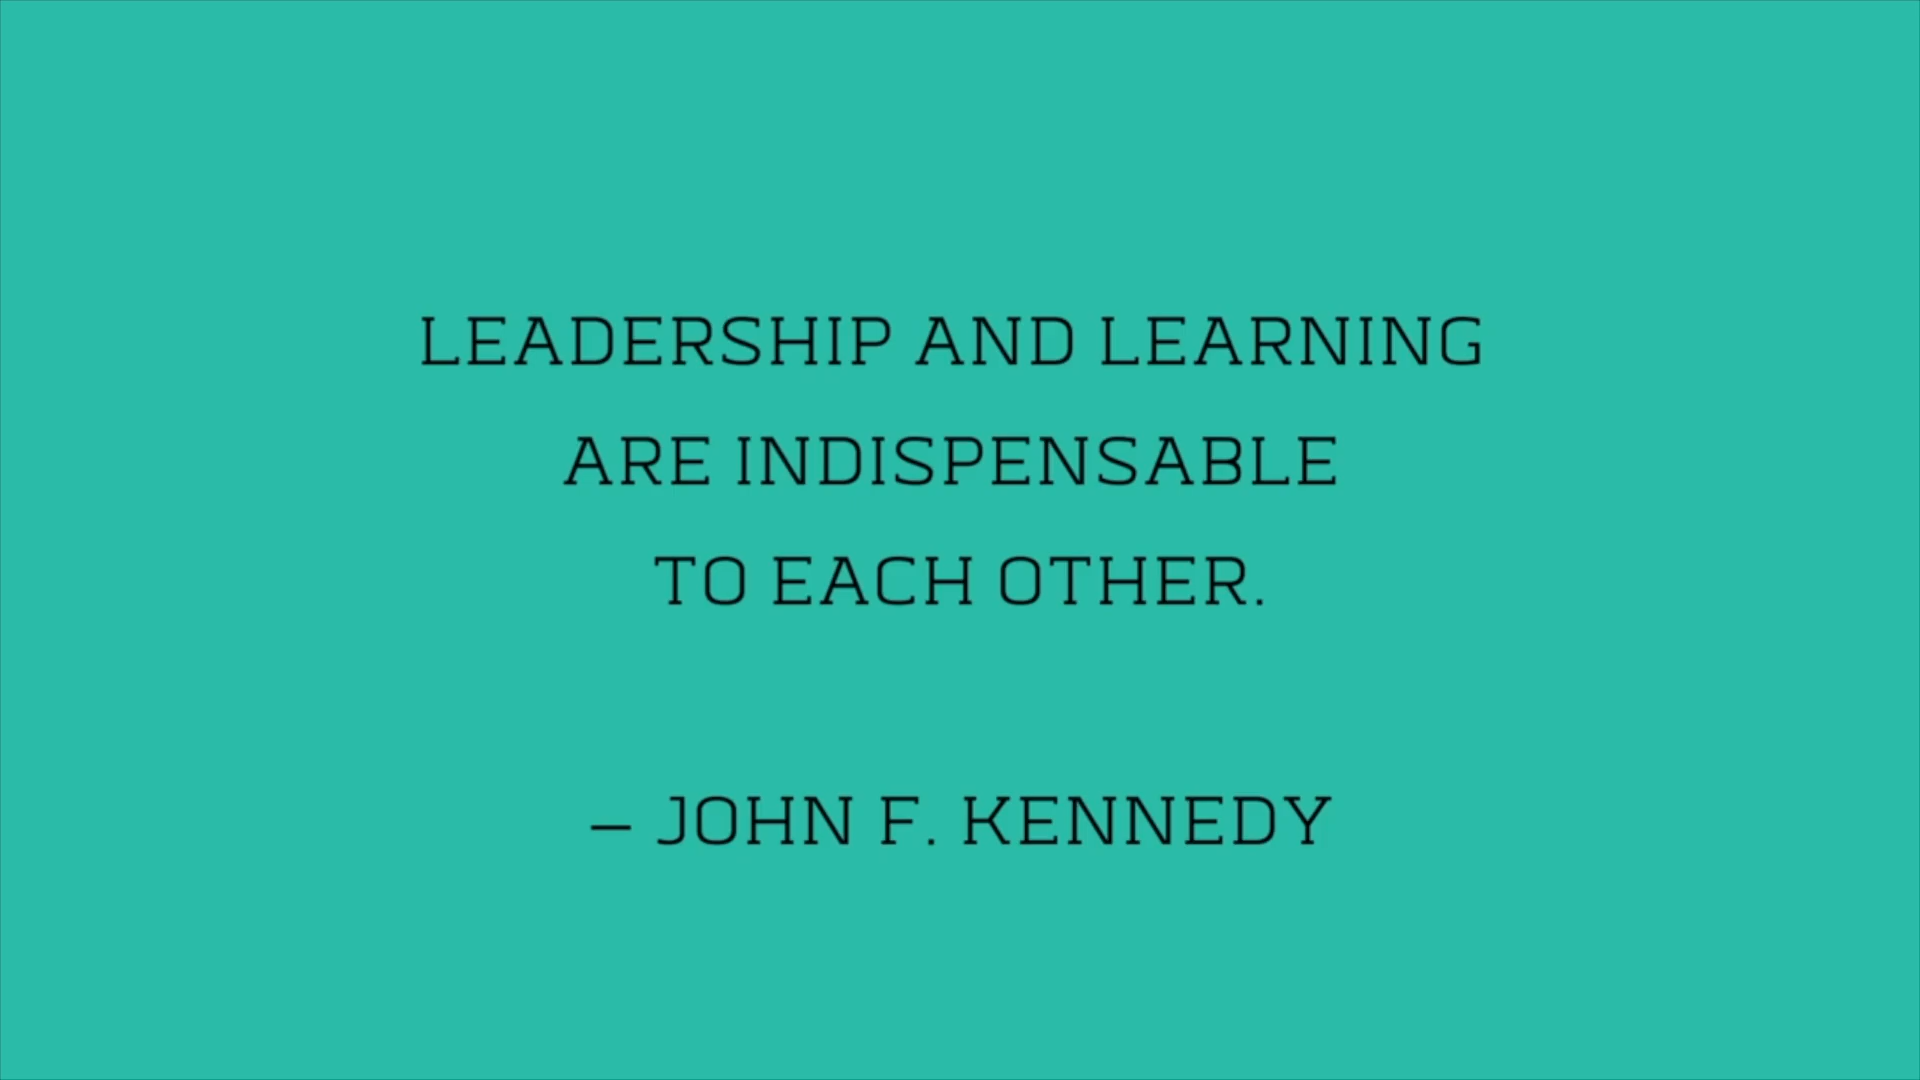 LEADERSHIP AND LEARNING
ARE INDISPENSABLE
TO EACH OTHER.
– JOHN F. KENNEDY